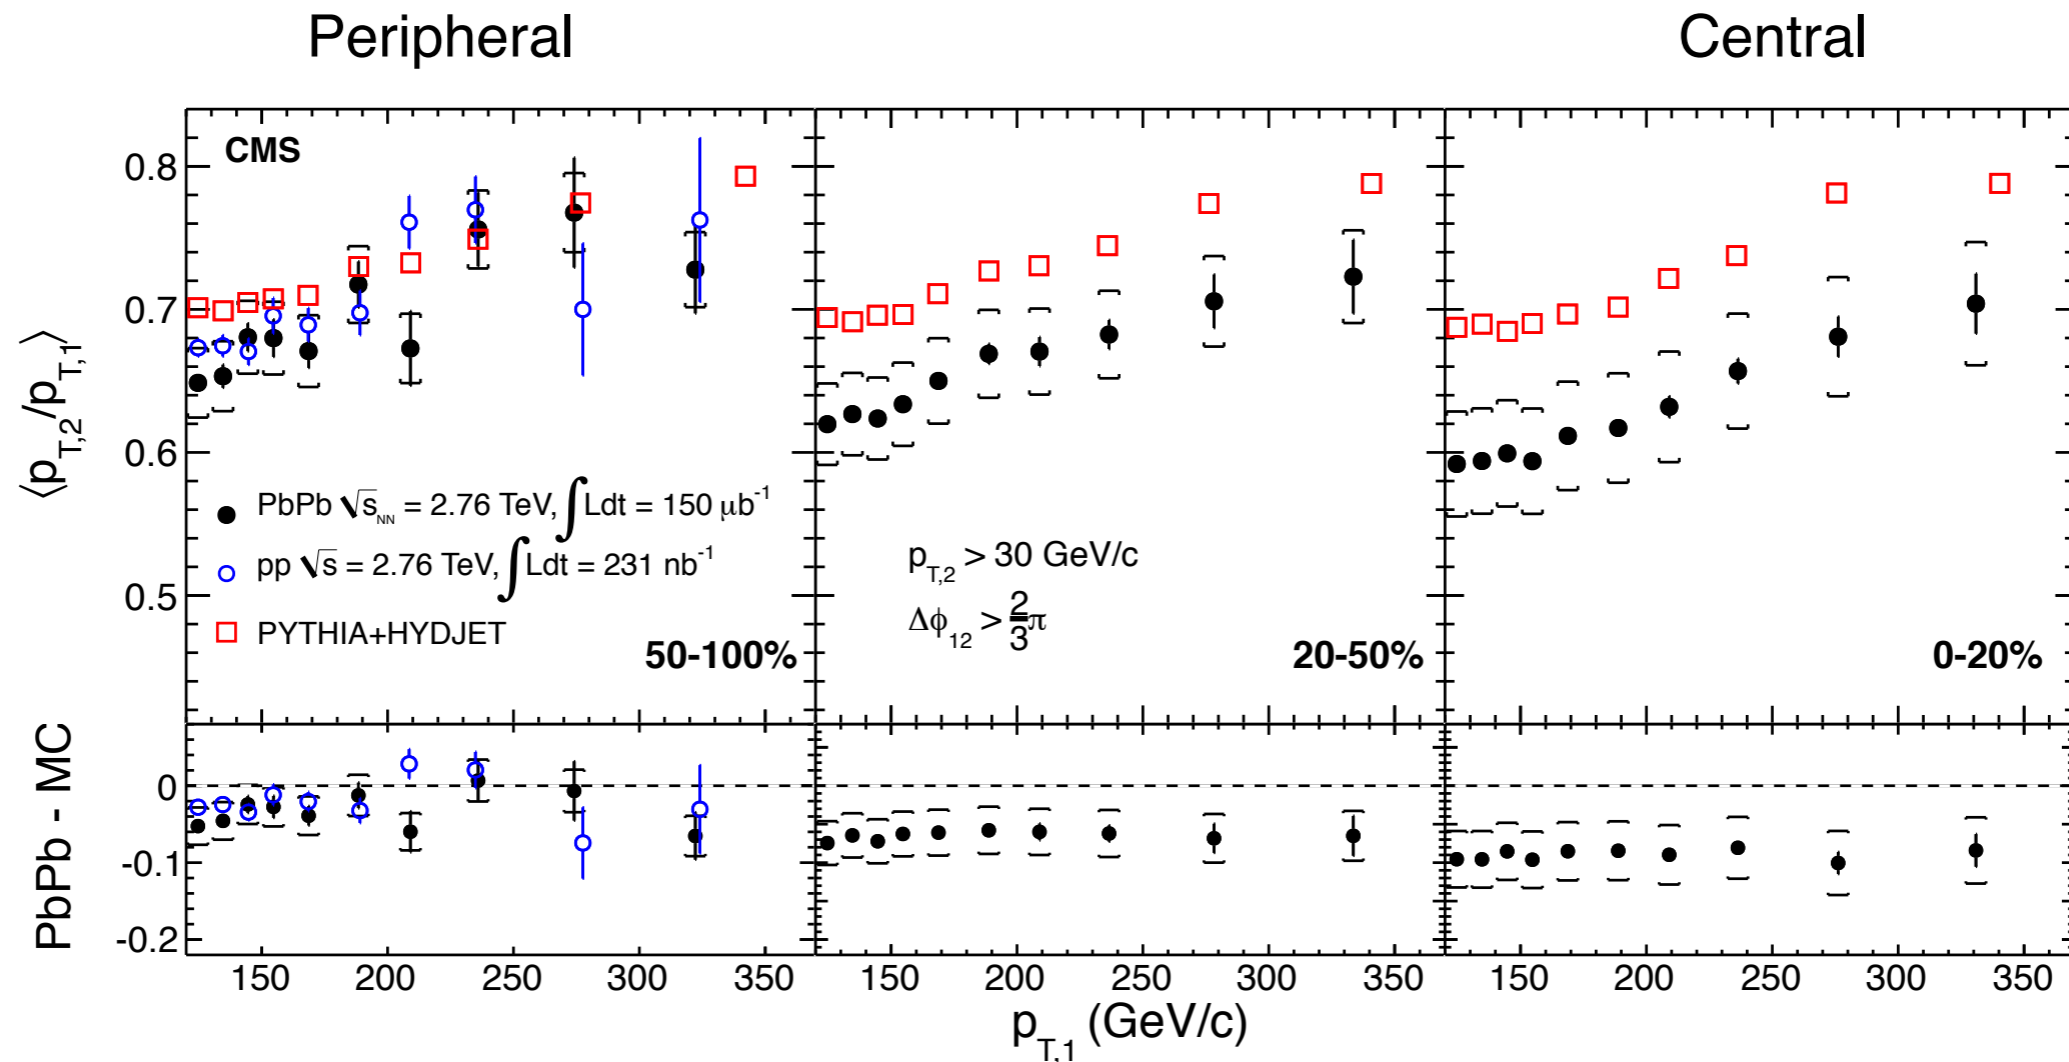 Peripheral
Central
CMS
⟨p_T,2/p_T,1⟩
0.8
0.7
0.6
0.5
PbPb √s_NN = 2.76 TeV, ∫Ldt = 150 μb⁻¹
pp √s = 2.76 TeV, ∫Ldt = 231 nb⁻¹
PYTHIA+HYDJET
50-100%
p_T,2 > 30 GeV/c
Δϕ_12 > 2/3 π
20-50%
0-20%
PbPb - MC
0
-0.1
-0.2
150 200 250 300 350 150 200 250 300 350 150 200 250 300 350
p_T,1 (GeV/c)